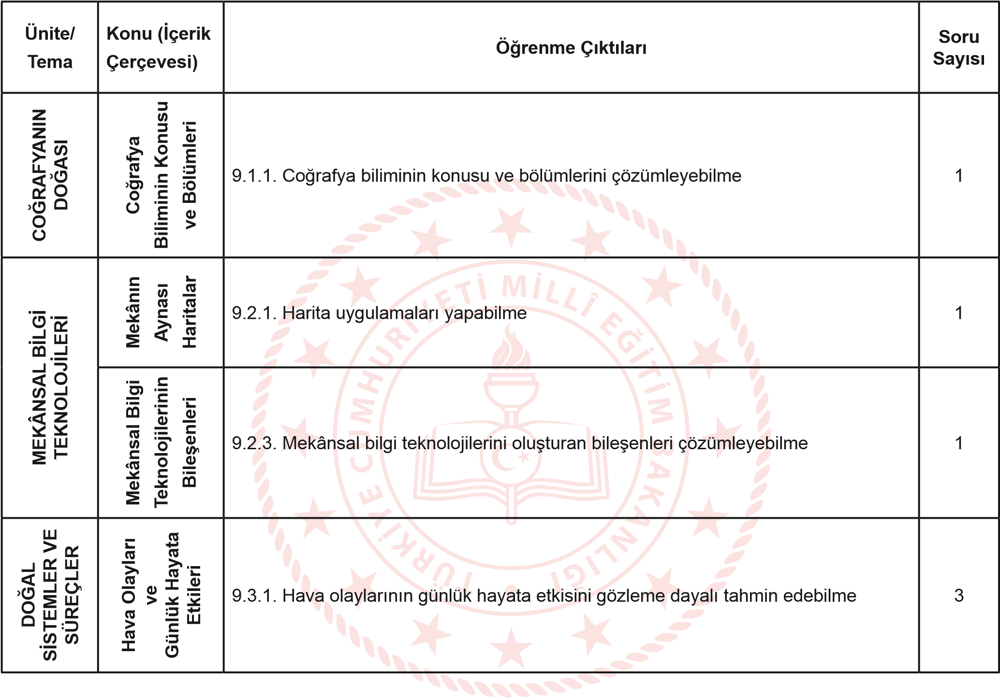 Ünite/
Tema
Konu (İçerik
Çerçevesi)
Öğrenme Çıktıları
Soru
Sayısı
COĞRAFYANIN
DOĞASI
Coğrafya
Biliminin Konusu
ve Bölümleri
9.1.1. Coğrafya biliminin konusu ve bölümlerini çözümleyebilme
1
MEKÂNSAL BİLGİ
TEKNOLOJİLERİ
Mekânın
Aynası
Haritalar
9.2.1. Harita uygulamaları yapabilme
1
Mekânsal Bilgi
Teknolojilerinin
Bileşenleri
9.2.3. Mekânsal bilgi teknolojilerini oluşturan bileşenleri çözümleyebilme
1
DOĞAL
SİSTEMLER VE
SÜREÇLER
Hava Olayları
ve
Günlük Hayata
Etkileri
9.3.1. Hava olaylarının günlük hayata etkisini gözleme dayalı tahmin edebilme
3
TÜRKİYE CUMHURİYETİ MİLLÎ EĞİTİM BAKANLIĞI